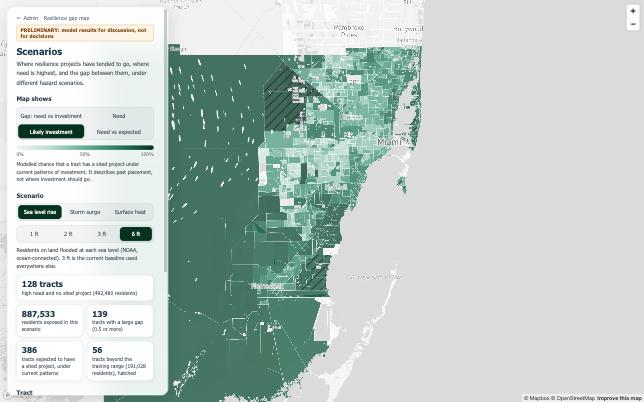 ← Admin Resilience gap map
PRELIMINARY: model results for discussion, not
for decisions
Scenarios
Where resilience projects have tended to go, where
need is highest, and the gap between them, under
different hazard scenarios.
Map shows
Gap: need vs investment Need
Likely investment Need vs expected
0% 50% 100%
Modelled chance that a tract has a sited project under
current patterns of investment. It describes past placement,
not where investment should go.
Scenario
Sea level rise Storm surge Surface heat
1 ft 2 ft 3 ft 6 ft
Residents on land flooded at each sea level (NOAA,
ocean-connected). 3 ft is the current baseline used
everywhere else.
128 tracts
high need and no sited project (492,480 residents)
887,533
residents exposed in this
scenario
139
tracts with a large gap
(0.5 or more)
386
tracts expected to have
a sited project, under
current patterns
56
tracts beyond the
training range (191,028
residents), hatched
Tract
Pembroke
Pines
Hollywood
Miami
Homestead
+
−
© Mapbox © OpenStreetMap Improve this map